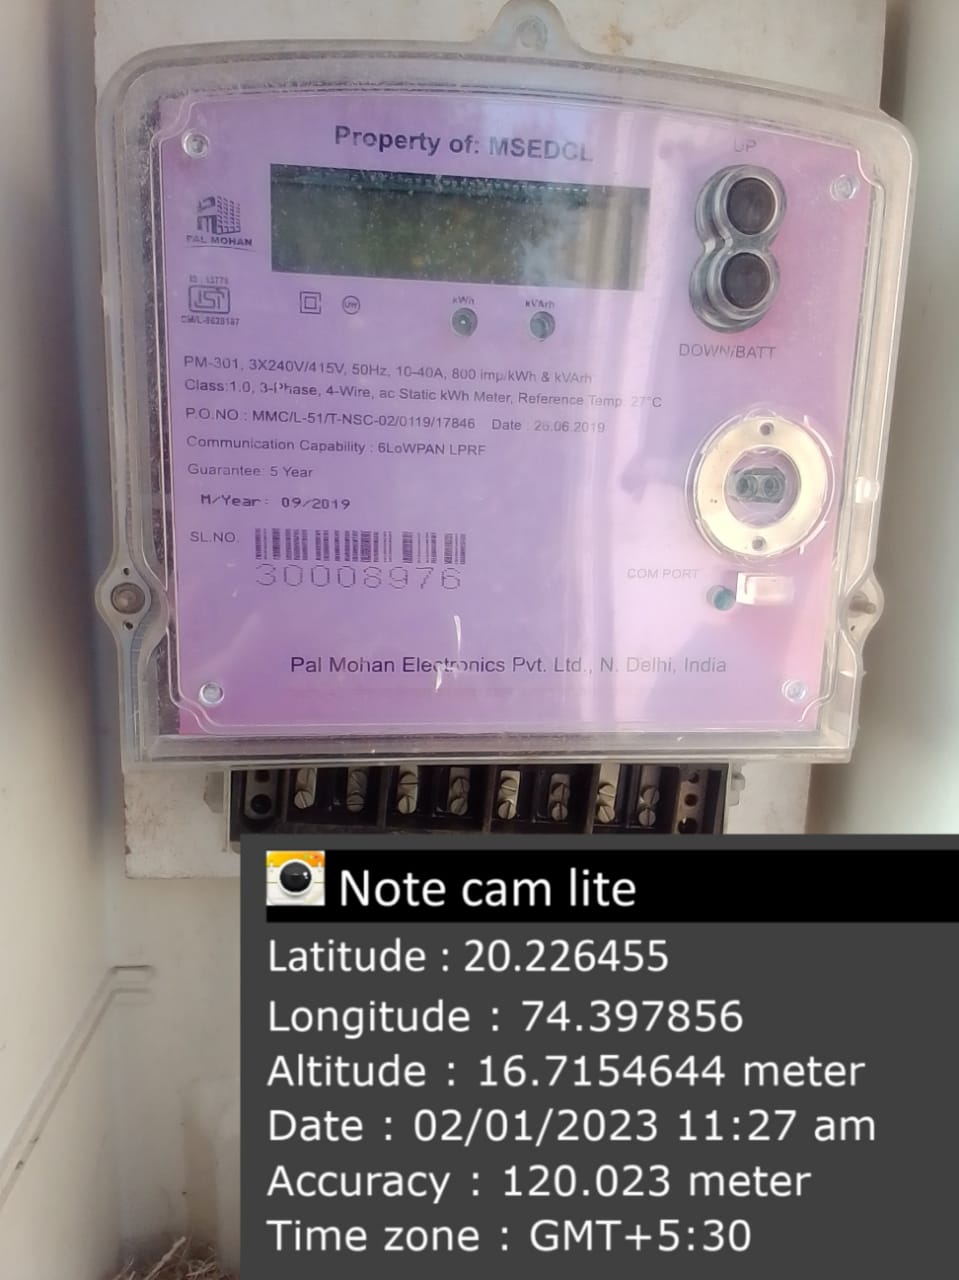 Property of: MSEDCL
UP
PAL MOHAN
IS : 13779
ISI
CM/L-8628187
kWh
kVArh
DOWN/BATT
PM-301, 3X240V/415V, 50Hz, 10-40A, 800 imp/kWh & kVArh
Class:1.0, 3-Phase, 4-Wire, ac Static kWh Meter, Reference Temp. 27°C
P.O.NO : MMC/L-51/T-NSC-02/0119/17846 Date : 26.06.2019
Communication Capability : 6LoWPAN LPRF
Guarantee: 5 Year
M/Year: 09/2019
SL.NO.
30008976
COM PORT
Pal Mohan Electronics Pvt. Ltd., N. Delhi, India
Note cam lite
Latitude : 20.226455
Longitude : 74.397856
Altitude : 16.7154644 meter
Date : 02/01/2023 11:27 am
Accuracy : 120.023 meter
Time zone : GMT+5:30